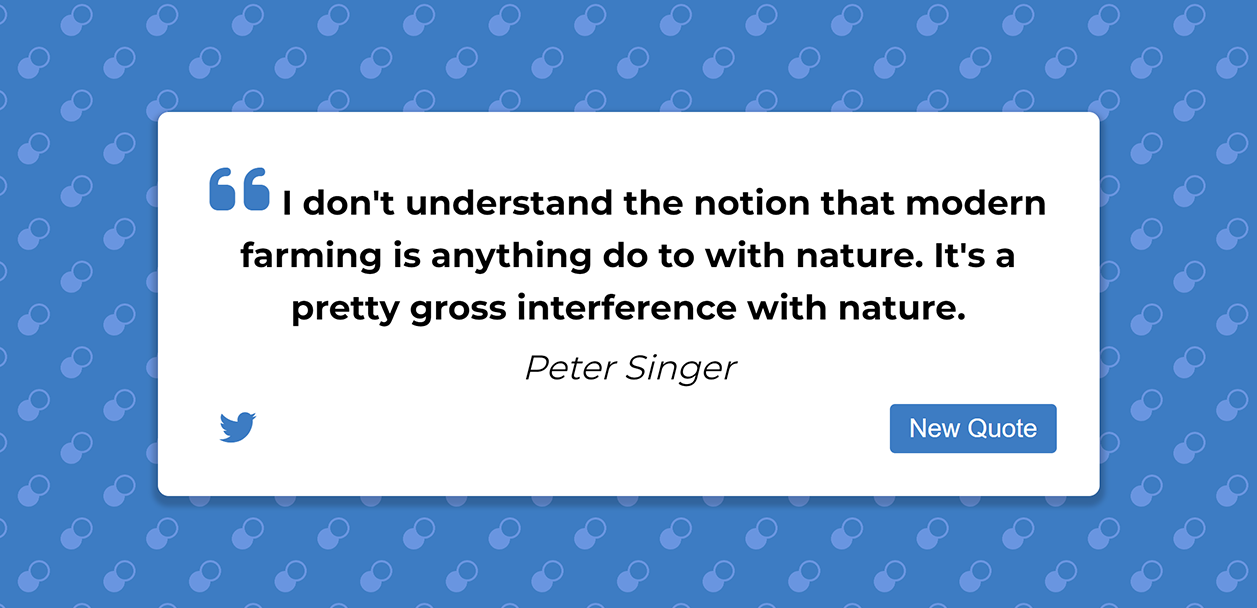 I don't understand the notion that modern
farming is anything do to with nature. It's a
pretty gross interference with nature.
Peter Singer
New Quote